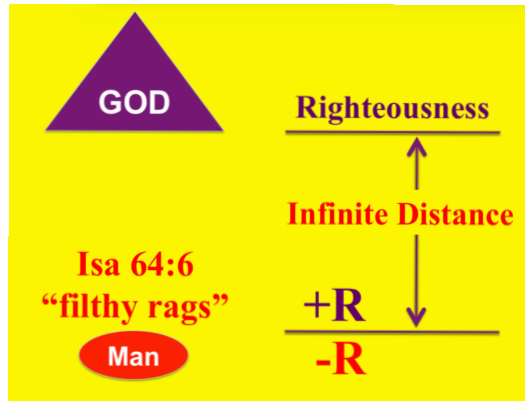 GOD
Righteousness
Infinite Distance
Isa 64:6
“filthy rags”
Man
+R
-R